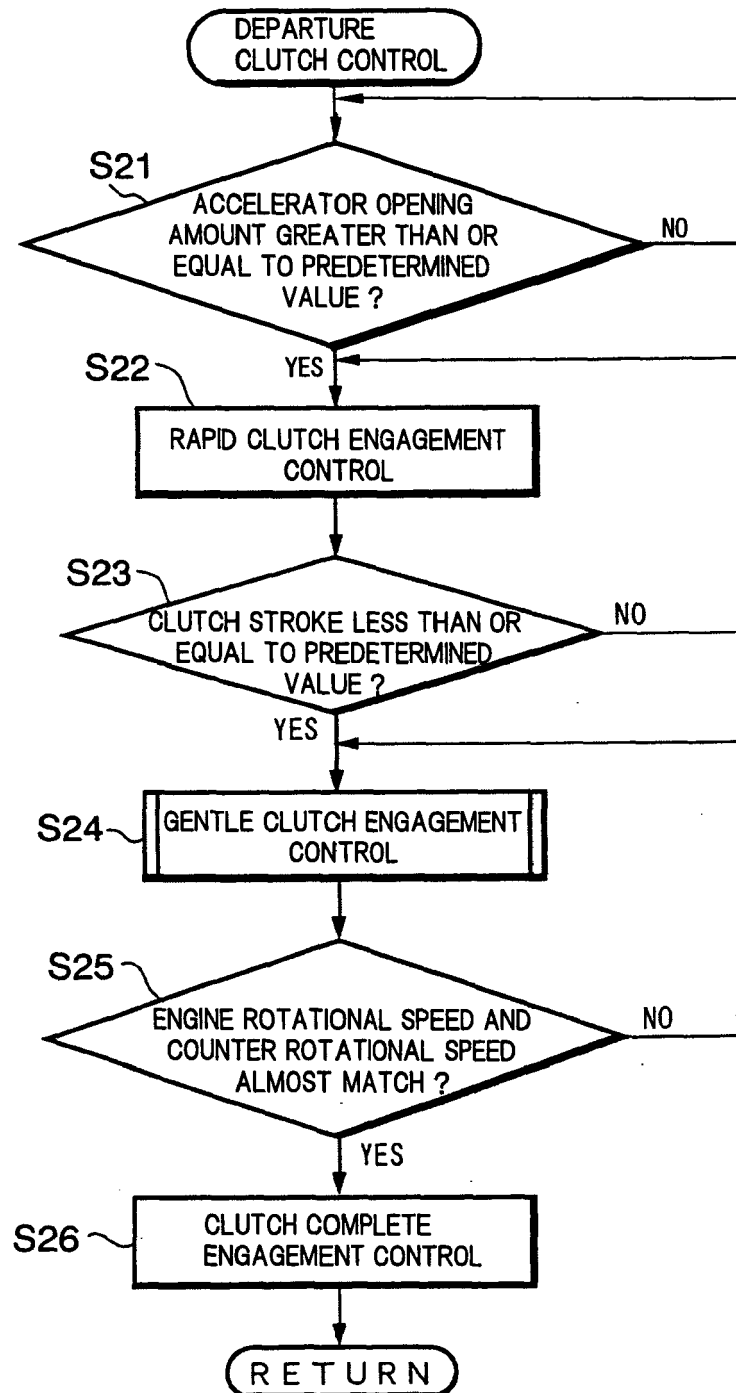 DEPARTURE
CLUTCH CONTROL
S21
ACCELERATOR OPENING
AMOUNT GREATER THAN OR
EQUAL TO PREDETERMINED
VALUE ?
NO
YES
S22
RAPID CLUTCH ENGAGEMENT
CONTROL
S23
CLUTCH STROKE LESS THAN OR
EQUAL TO PREDETERMINED
VALUE ?
NO
YES
S24
GENTLE CLUTCH ENGAGEMENT
CONTROL
S25
ENGINE ROTATIONAL SPEED AND
COUNTER ROTATIONAL SPEED
ALMOST MATCH ?
NO
YES
S26
CLUTCH COMPLETE
ENGAGEMENT CONTROL
RETURN